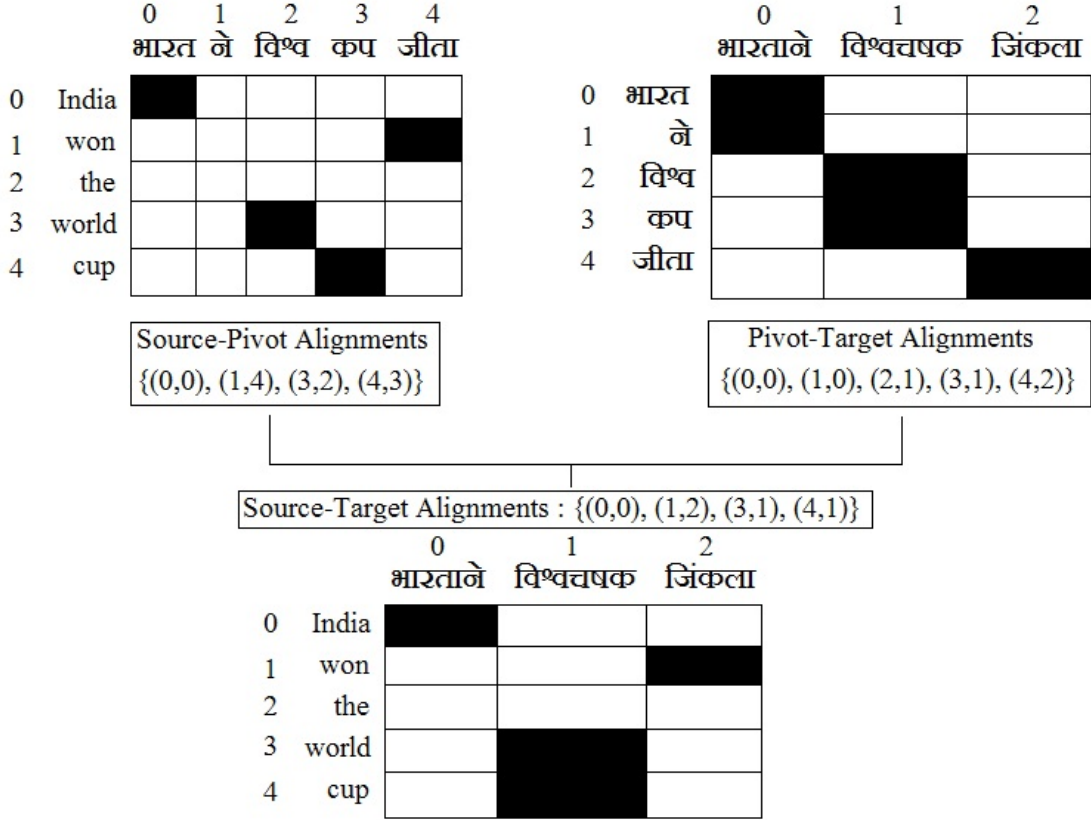 0 1 2 3 4
भारत ने विश्व कप जीता
0 India
1 won
2 the
3 world
4 cup
Source-Pivot Alignments
{(0,0), (1,4), (3,2), (4,3)}
0 1 2
भारताने विश्वचषक जिंकला
0 भारत
1 ने
2 विश्व
3 कप
4 जीता
Pivot-Target Alignments
{(0,0), (1,0), (2,1), (3,1), (4,2)}
Source-Target Alignments : {(0,0), (1,2), (3,1), (4,1)}
0 1 2
भारताने विश्वचषक जिंकला
0 India
1 won
2 the
3 world
4 cup